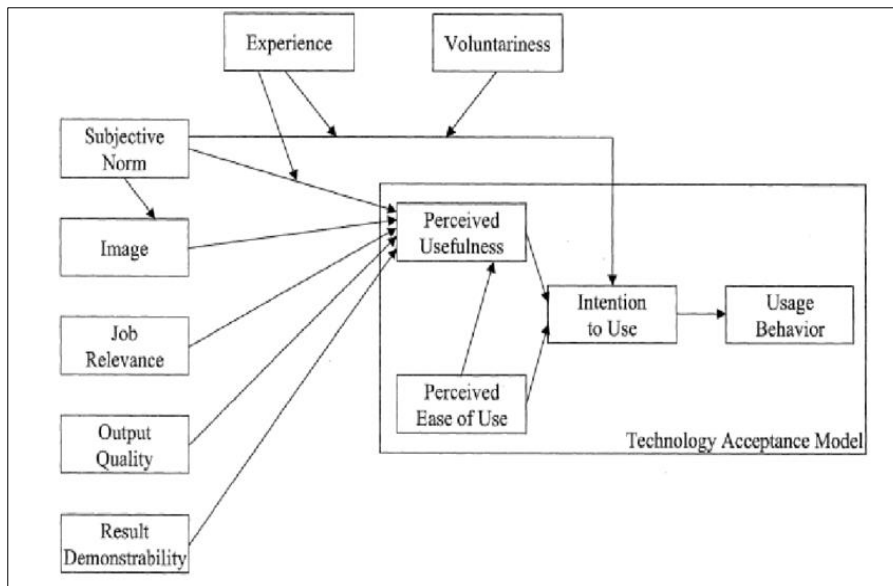 Experience
Voluntariness
Subjective
Norm
Image
Job
Relevance
Output
Quality
Result
Demonstrability
Perceived
Usefulness
Perceived
Ease of Use
Intention
to Use
Usage
Behavior
Technology Acceptance Model